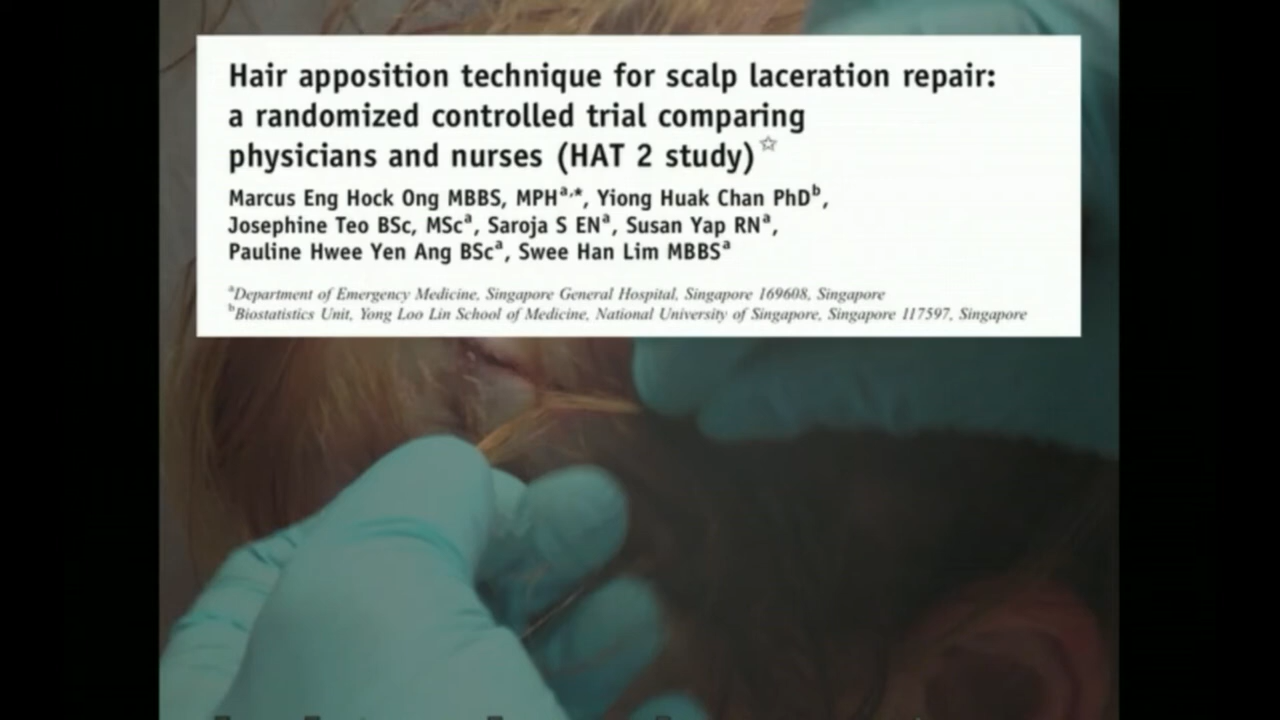 Hair apposition technique for scalp laceration repair:
a randomized controlled trial comparing
physicians and nurses (HAT 2 study)☆
Marcus Eng Hock Ong MBBS, MPHa,*, Yiong Huak Chan PhDb,
Josephine Teo BSc, MSca, Saroja S ENa, Susan Yap RNa,
Pauline Hwee Yen Ang BSca, Swee Han Lim MBBSa
aDepartment of Emergency Medicine, Singapore General Hospital, Singapore 169608, Singapore
bBiostatistics Unit, Yong Loo Lin School of Medicine, National University of Singapore, Singapore 117597, Singapore